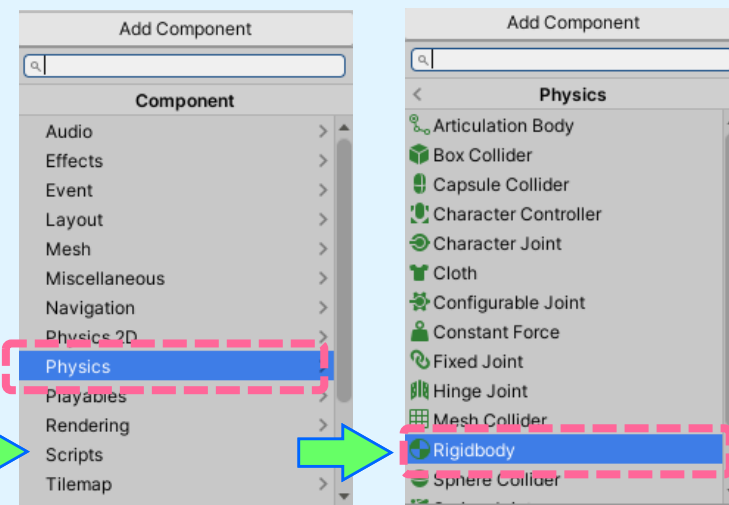 Add Component
Component
Audio
Effects
Event
Layout
Mesh
Miscellaneous
Navigation
Physics 2D
Physics
Playables
Rendering
Scripts
Tilemap
Add Component
Physics
Articulation Body
Box Collider
Capsule Collider
Character Controller
Character Joint
Cloth
Configurable Joint
Constant Force
Fixed Joint
Hinge Joint
Mesh Collider
Rigidbody
Sphere Collider